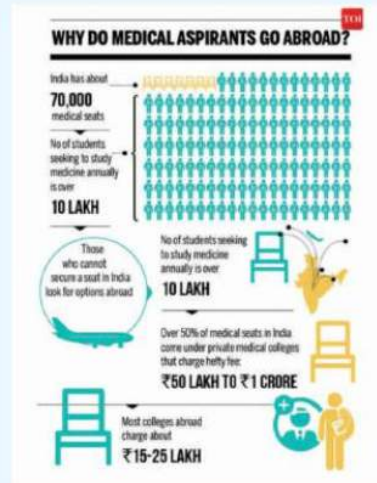 TOI
WHY DO MEDICAL ASPIRANTS GO ABROAD?
India has about
70,000
medical seats
No of students
seeking to study
medicine annually
is over
10 LAKH
Those
who cannot
secure a seat in India
look for options abroad
No of students seeking
to study medicine
annually is over
10 LAKH
Over 50% of medical seats in India
come under private medical colleges
that charge hefty fee:
₹50 LAKH TO ₹1 CRORE
Most colleges abroad
charge about
₹15-25 LAKH